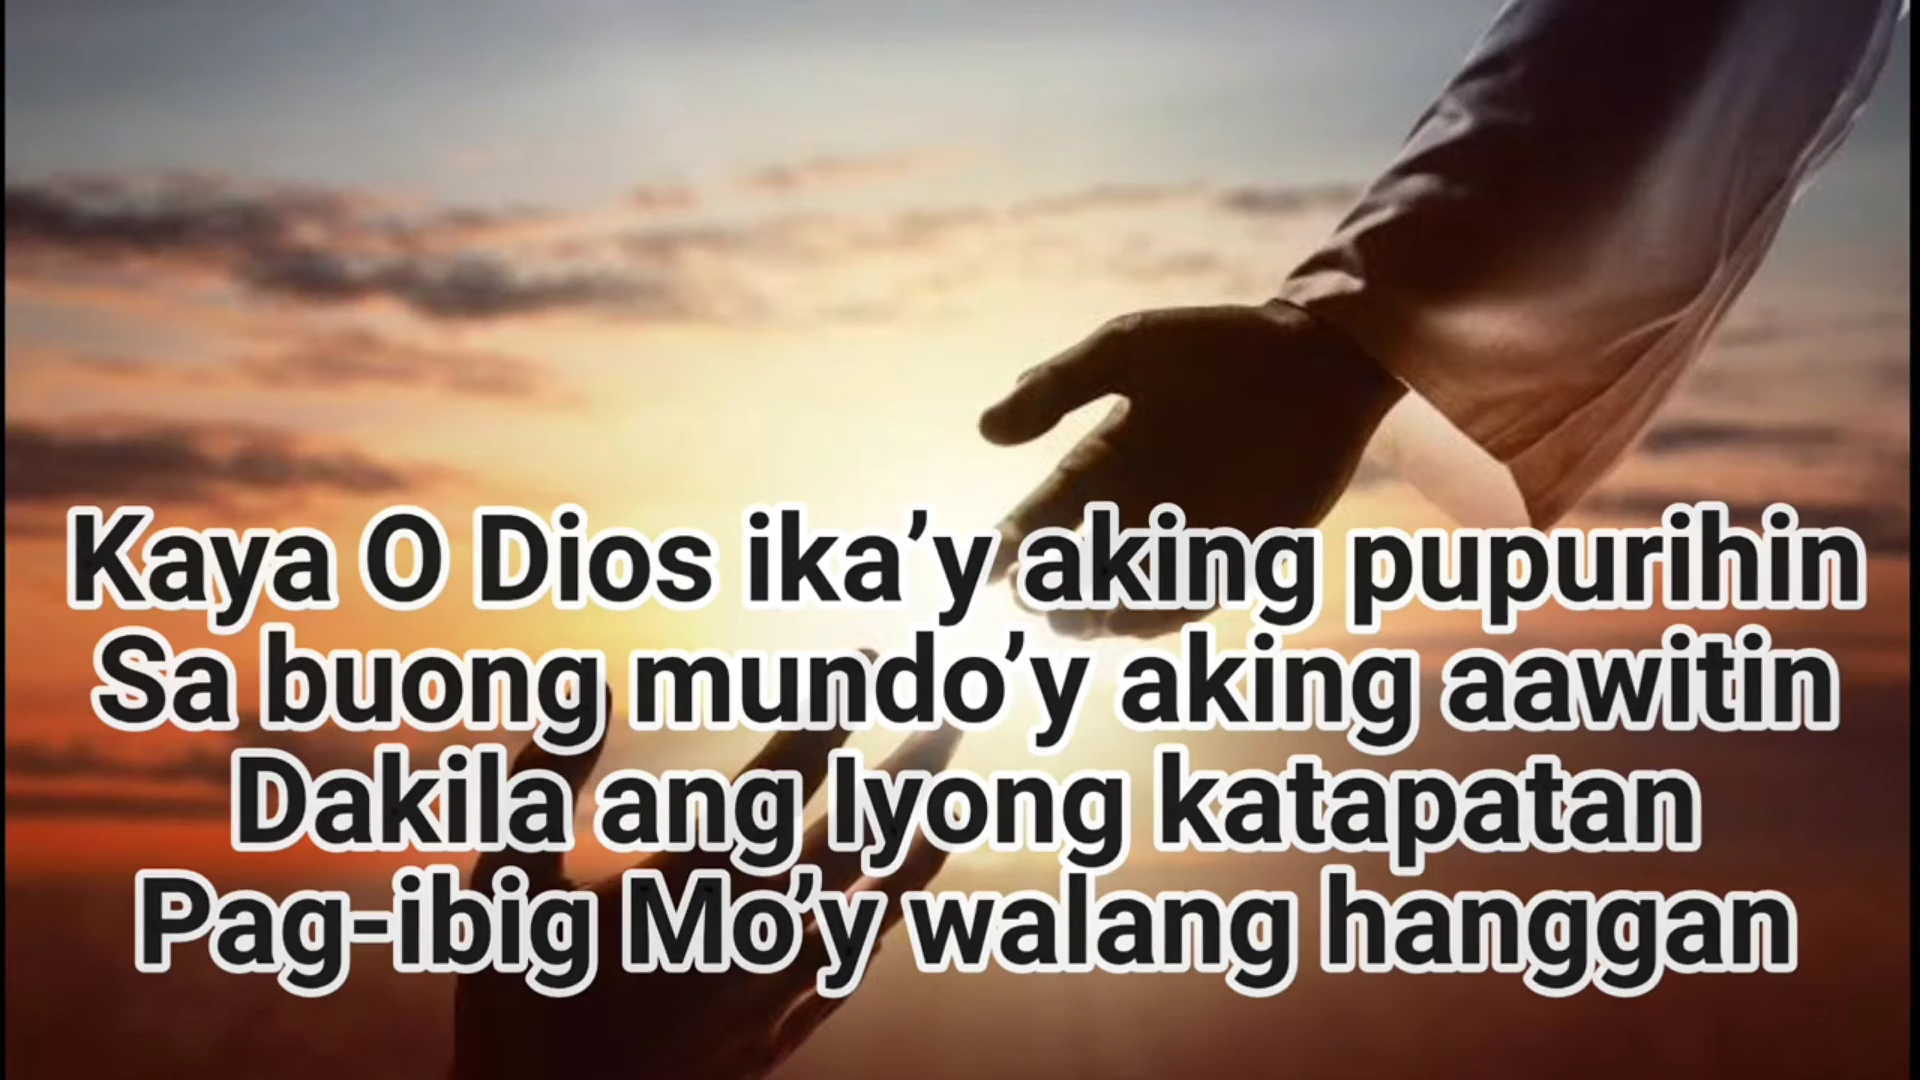 Kaya O Dios ika’y aking pupurihin
Sa buong mundo’y aking aawitin
Dakila ang Iyong katapatan
Pag-ibig Mo’y walang hanggan